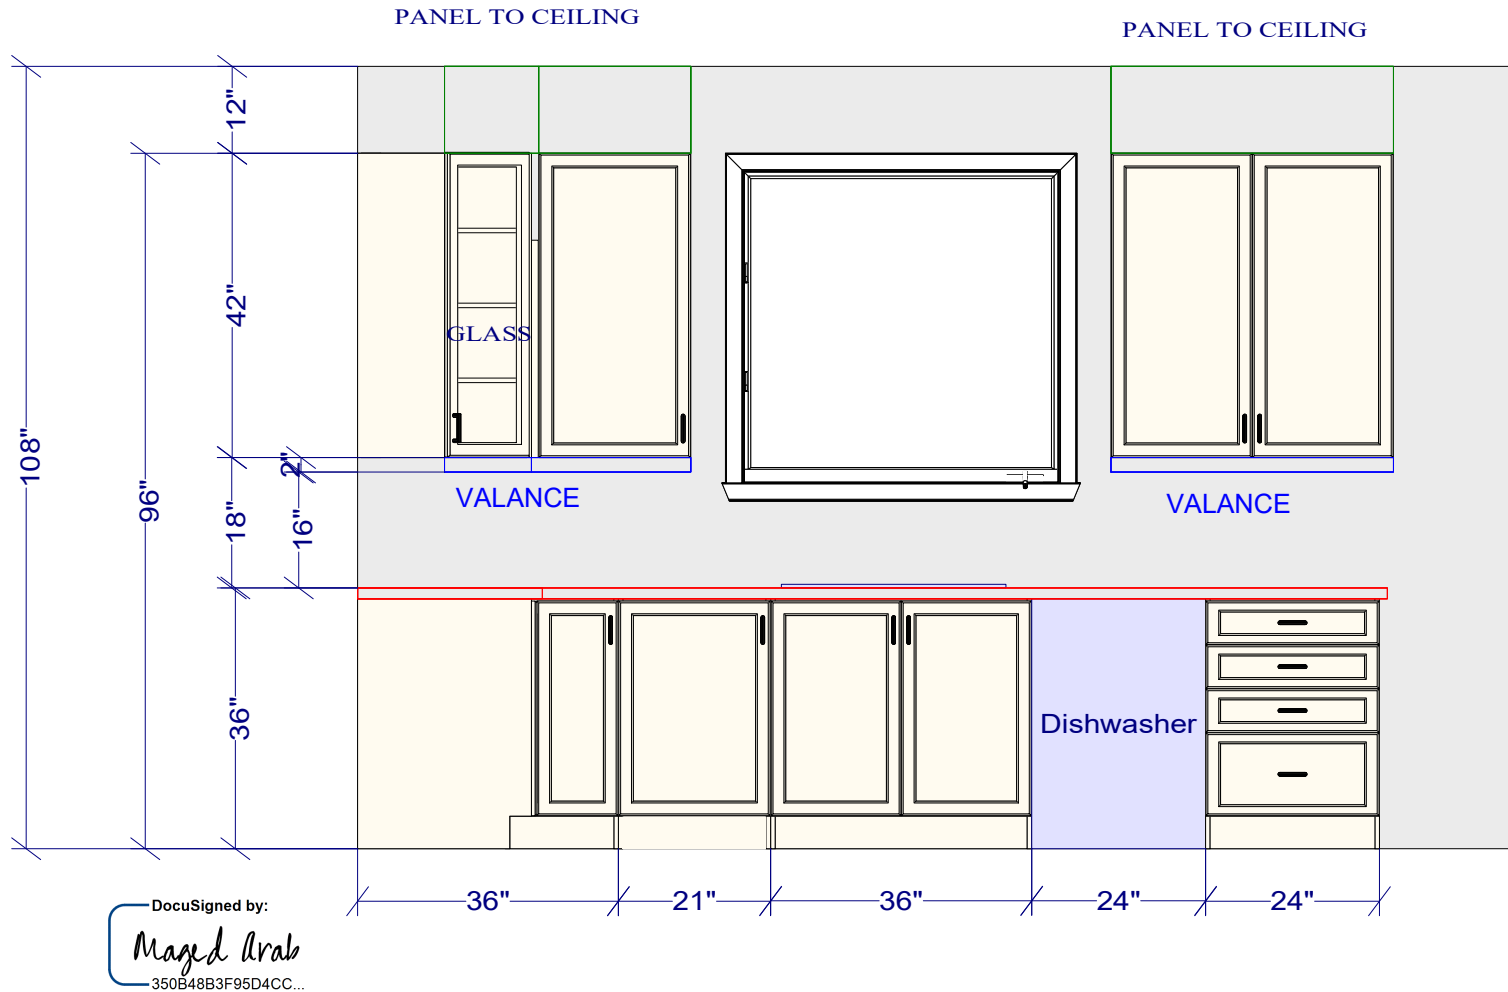 PANEL TO CEILING
PANEL TO CEILING
12"
42"
GLASS
108"
96"
2"
18"
16"
VALANCE
VALANCE
36"
Dishwasher
36"
21"
36"
24"
24"
DocuSigned by:
Maged Arab
350B48B3F95D4CC...